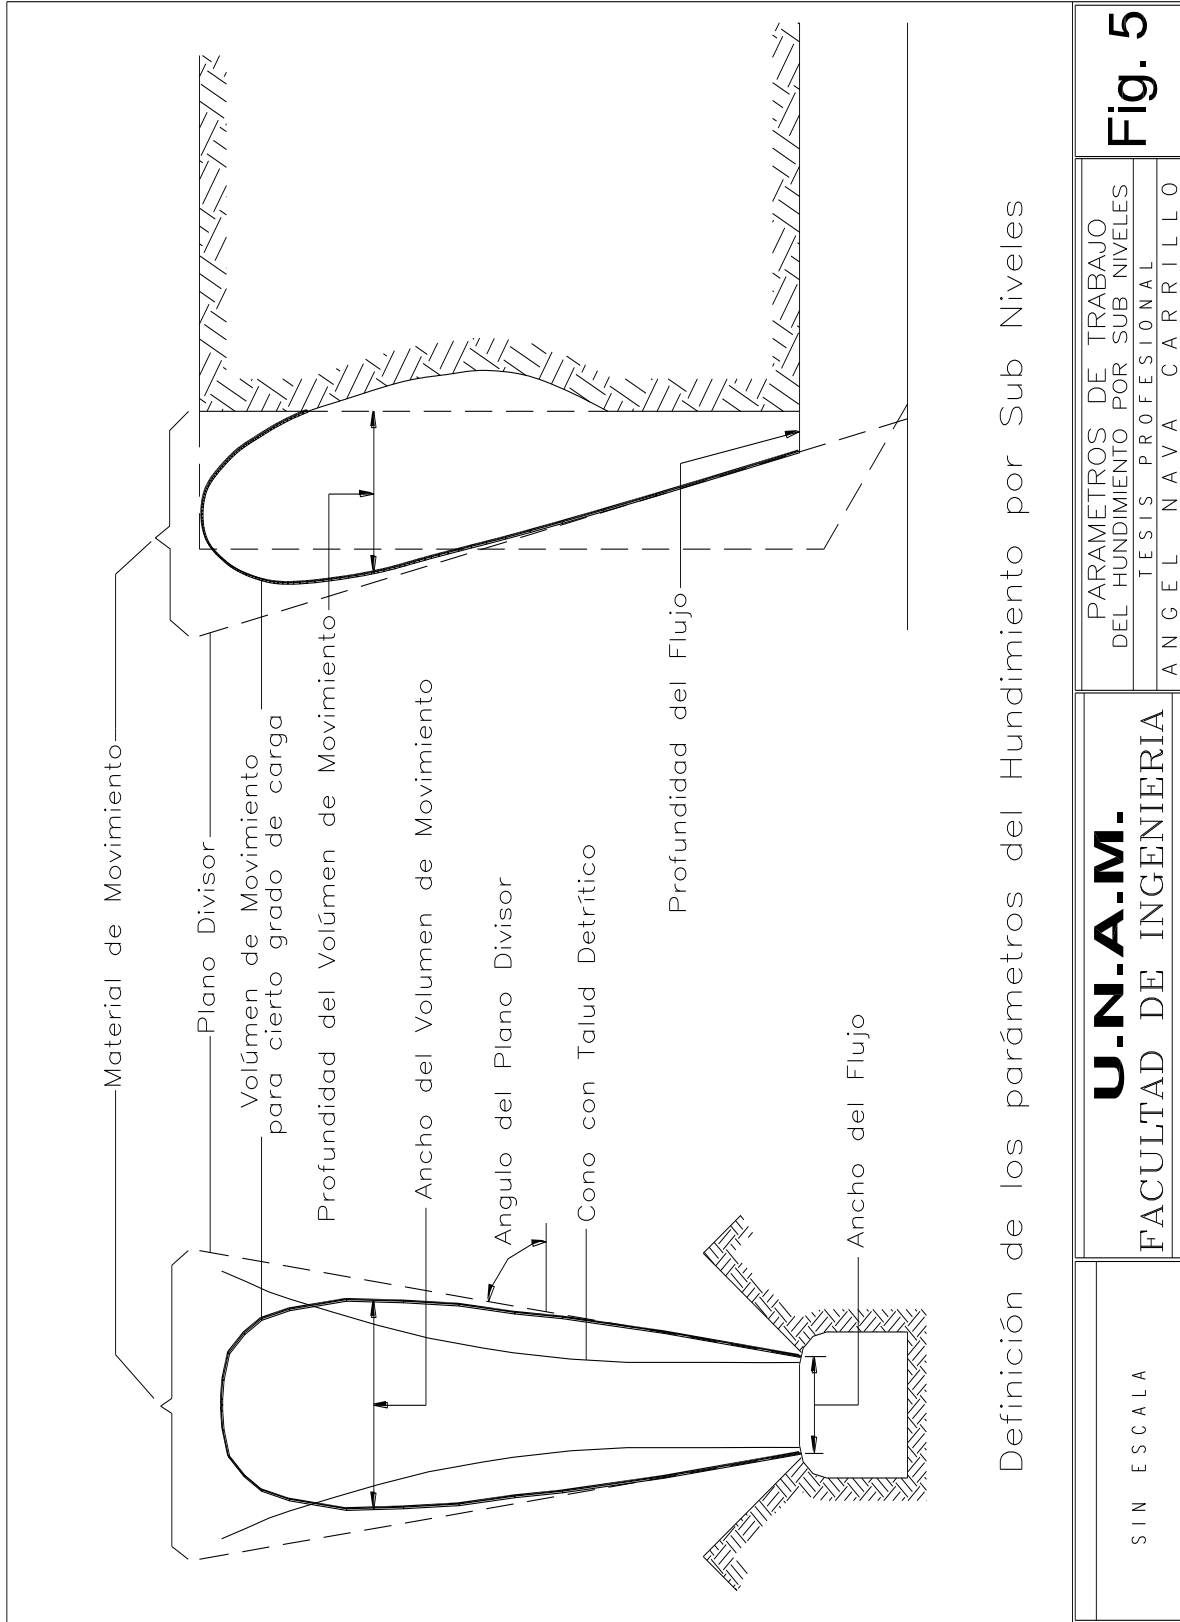 Material de Movimiento
Plano Divisor
Volúmen de Movimiento
para cierto grado de carga
Profundidad del Volúmen de Movimiento
Ancho del Volumen de Movimiento
Angulo del Plano Divisor
Cono con Talud Detrítico
Profundidad del Flujo
Ancho del Flujo
Definición de los parámetros del Hundimiento por Sub Niveles
SIN ESCALA
U.N.A.M.
FACULTAD DE INGENIERIA
PARAMETROS DE TRABAJO
DEL HUNDIMIENTO POR SUB NIVELES
TESIS PROFESIONAL
ANGEL NAVA CARRILLO
Fig. 5